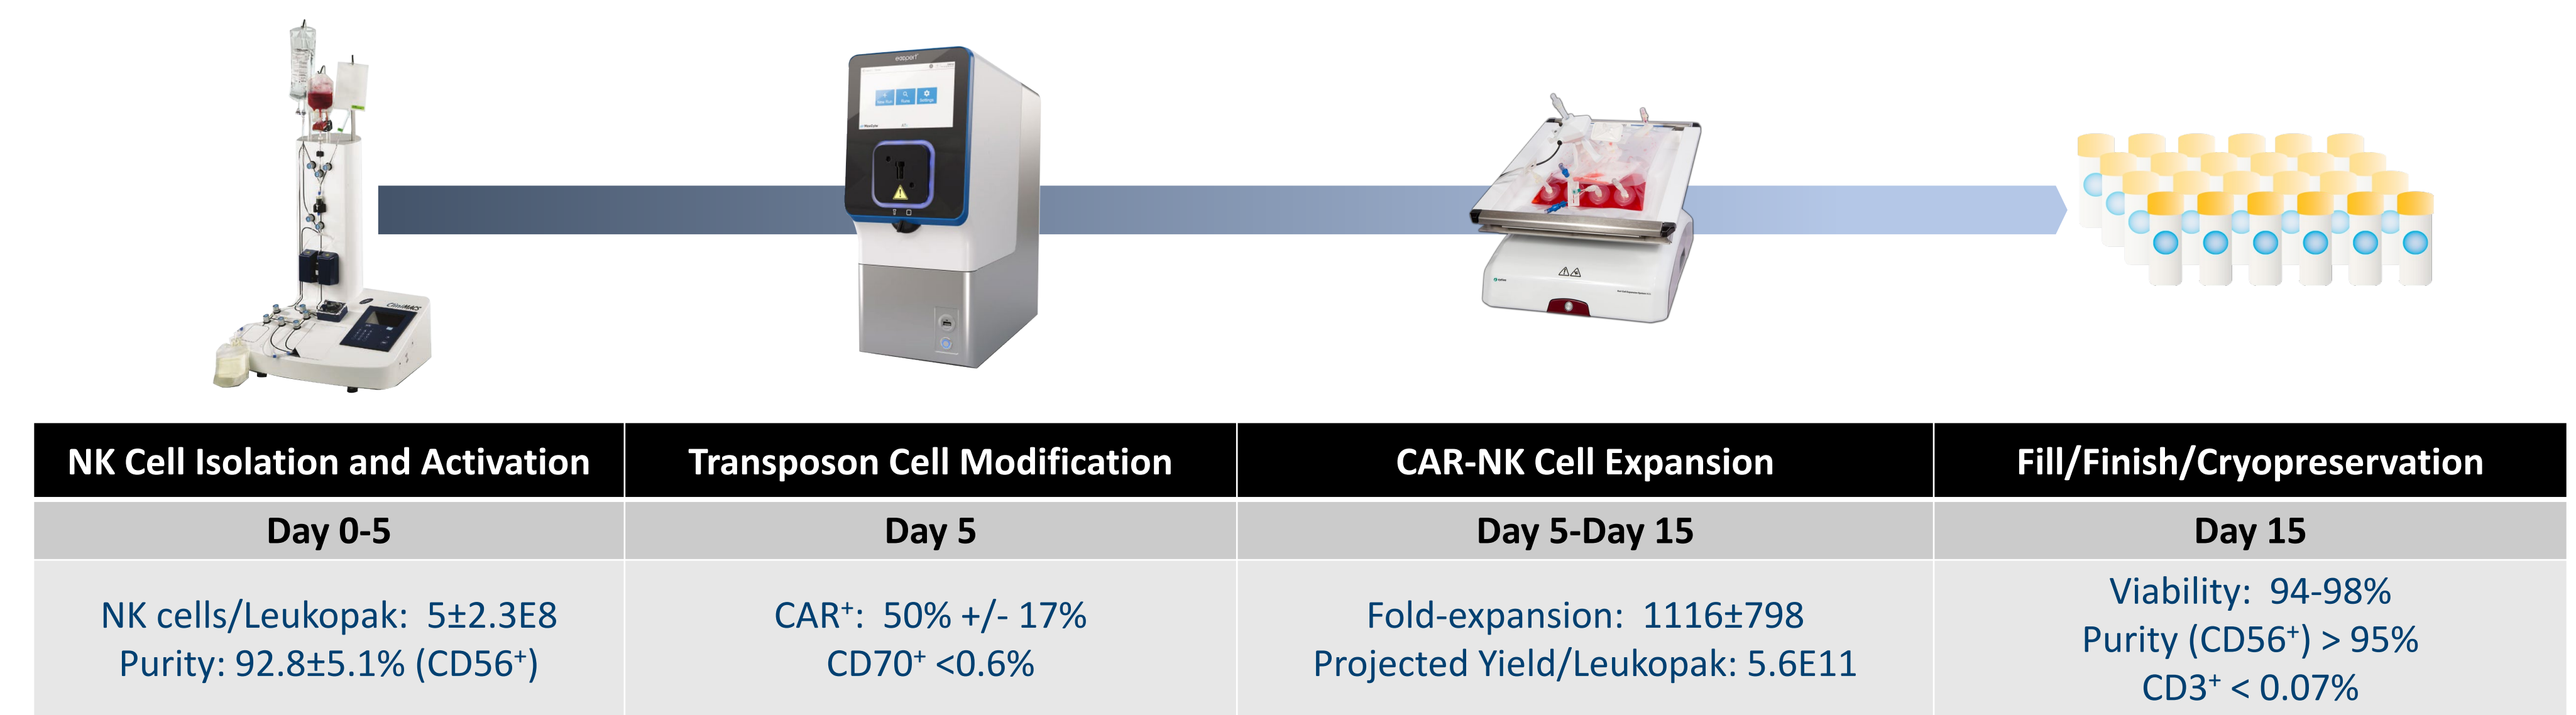 expert
CliniMACS
NK Cell Isolation and Activation
Transposon Cell Modification
CAR-NK Cell Expansion
Fill/Finish/Cryopreservation
Day 0-5
Day 5
Day 5-Day 15
Day 15
NK cells/Leukopak: 5±2.3E8
Purity: 92.8±5.1% (CD56⁺)
CAR⁺: 50% +/- 17%
CD70⁺ <0.6%
Fold-expansion: 1116±798
Projected Yield/Leukopak: 5.6E11
Viability: 94-98%
Purity (CD56⁺) > 95%
CD3⁺ < 0.07%